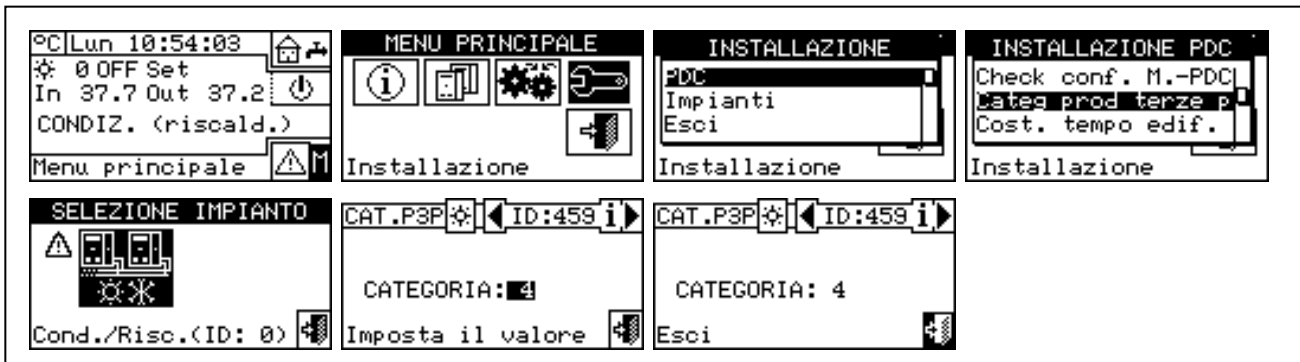 ºC Lun 10:54:03
0 OFF Set
In 37.7 Out 37.2
CONDIZ. (riscald.)
Menu principale M
MENU PRINCIPALE
i
Installazione
INSTALLAZIONE
PDC
Impianti
Esci
Installazione
INSTALLAZIONE PDC
Check conf. M.-PDC
Categ prod terze p
Cost. tempo edif.
Installazione
SELEZIONE IMPIANTO
Cond./Risc.(ID: 0)
CAT.P3P ID:459 i
CATEGORIA: 4
Imposta il valore
CAT.P3P ID:459 i
CATEGORIA: 4
Esci